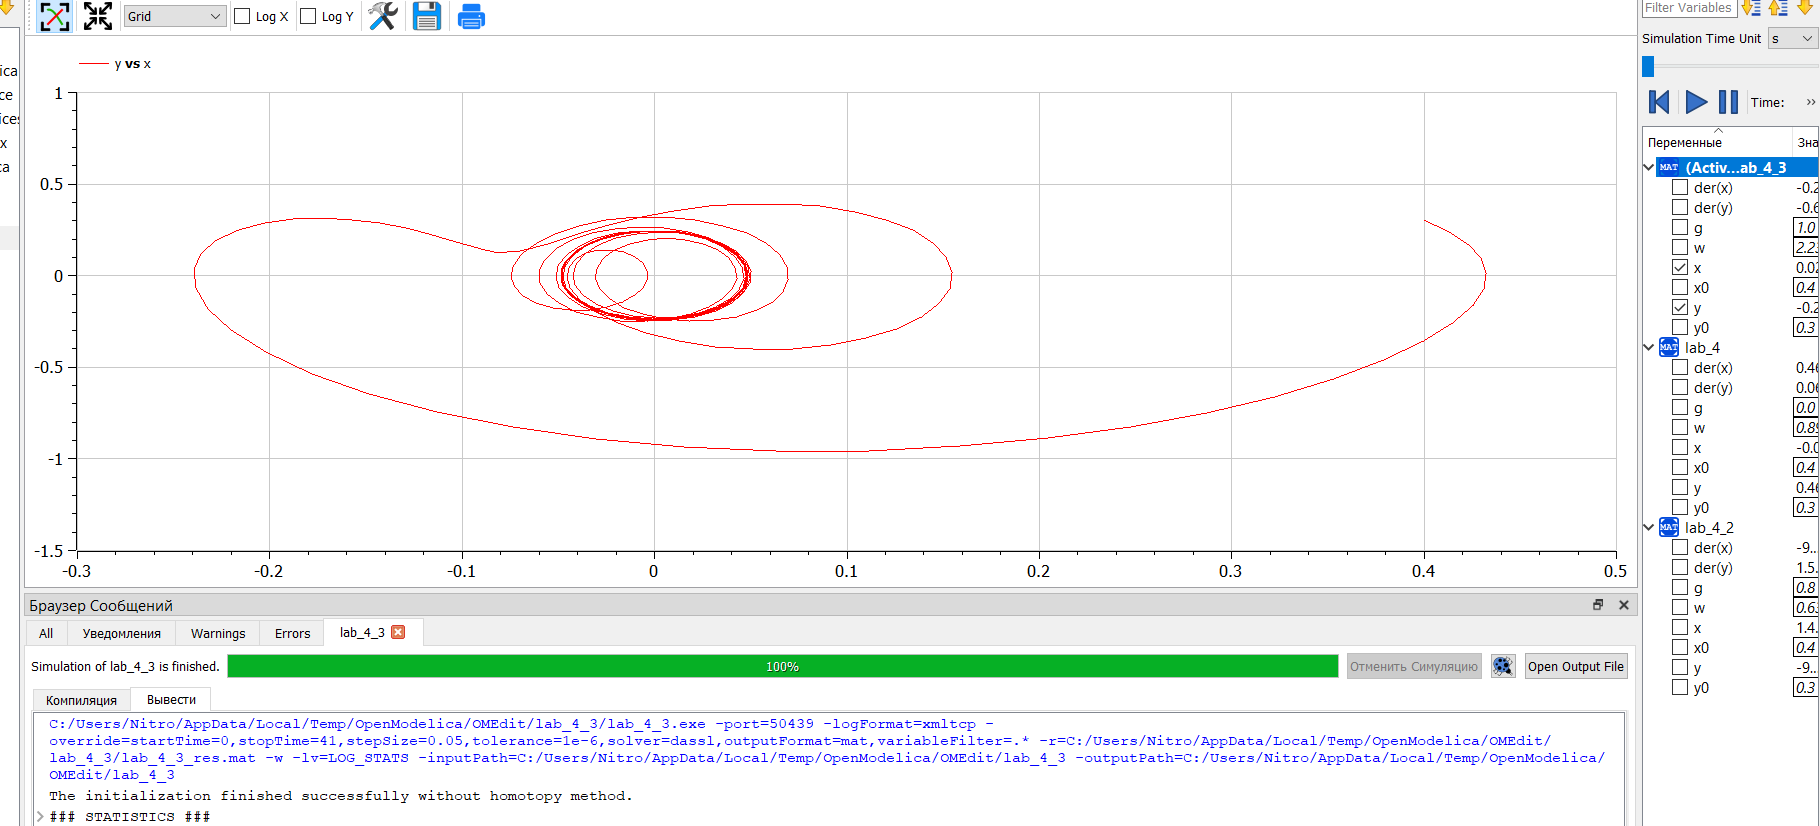 Grid
Log X
Log Y
Filter Variables
Simulation Time Unit
s
ica
ce
ices
x
ca
y vs x
1
0.5
0
-0.5
-1
-1.5
-0.3 -0.2 -0.1 0 0.1 0.2 0.3 0.4 0.5
Time: »
Переменные Зна
(Activ...ab_4_3
der(x) -0.2
der(y) -0.6
g 1.0
w 2.2
x 0.02
x0 0.4
y -0.2
y0 0.3
lab_4
der(x) 0.46
der(y) 0.06
g 0.0
w 0.89
x -0.0
x0 0.4
y 0.46
y0 0.3
lab_4_2
der(x) -9...
der(y) 1.5.
g 0.8
w 0.6
x 1.4.
x0 0.4
y -9...
y0 0.3
Браузер Сообщений
All Уведомления Warnings Errors lab_4_3
Simulation of lab_4_3 is finished. 100% Отменить Симуляцию Open Output File
Компиляция Вывести
C:/Users/Nitro/AppData/Local/Temp/OpenModelica/OMEdit/lab_4_3/lab_4_3.exe -port=50439 -logFormat=xmltcp -
override=startTime=0,stopTime=41,stepSize=0.05,tolerance=1e-6,solver=dassl,outputFormat=mat,variableFilter=.* -r=C:/Users/Nitro/AppData/Local/Temp/OpenModelica/OMEdit/
lab_4_3/lab_4_3_res.mat -w -lv=LOG_STATS -inputPath=C:/Users/Nitro/AppData/Local/Temp/OpenModelica/OMEdit/lab_4_3 -outputPath=C:/Users/Nitro/AppData/Local/Temp/OpenModelica/
OMEdit/lab_4_3
The initialization finished successfully without homotopy method.
### STATISTICS ###